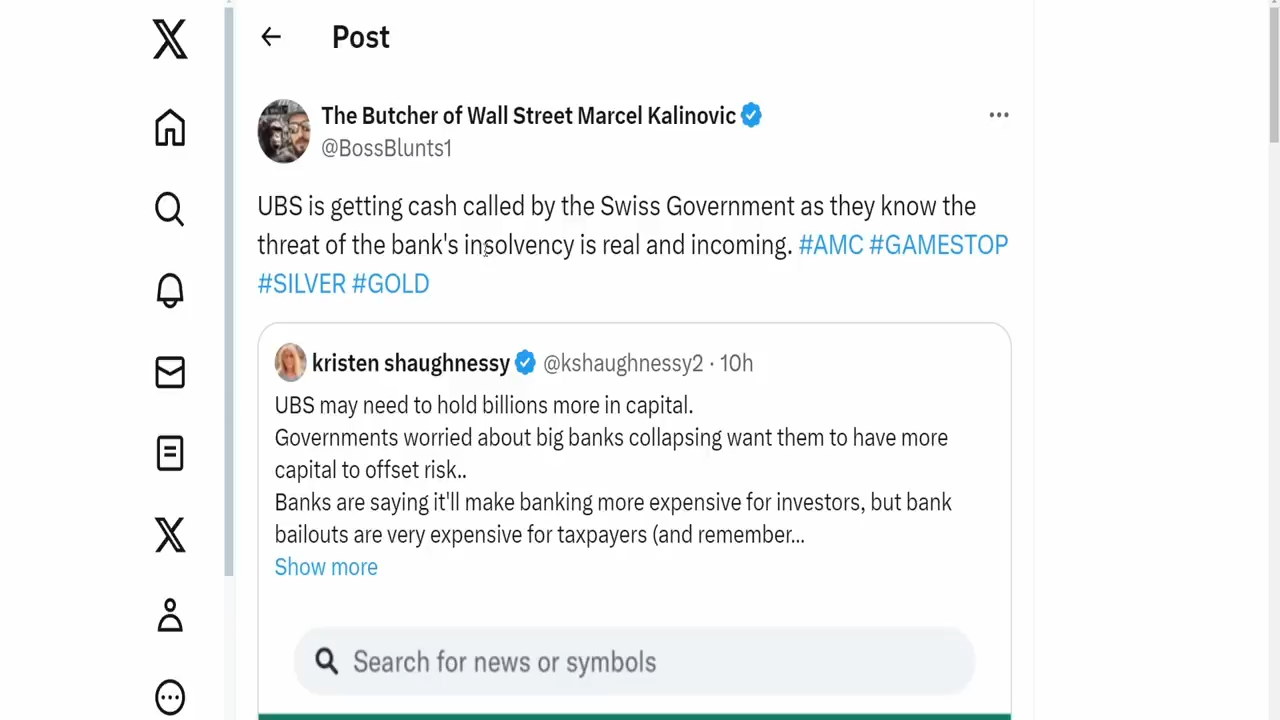 Post
The Butcher of Wall Street Marcel Kalinovic
@BossBlunts1
UBS is getting cash called by the Swiss Government as they know the
threat of the bank's insolvency is real and incoming. #AMC #GAMESTOP
#SILVER #GOLD
kristen shaughnessy @kshaughnessy2 · 10h
UBS may need to hold billions more in capital.
Governments worried about big banks collapsing want them to have more
capital to offset risk..
Banks are saying it'll make banking more expensive for investors, but bank
bailouts are very expensive for taxpayers (and remember...
Show more
Search for news or symbols